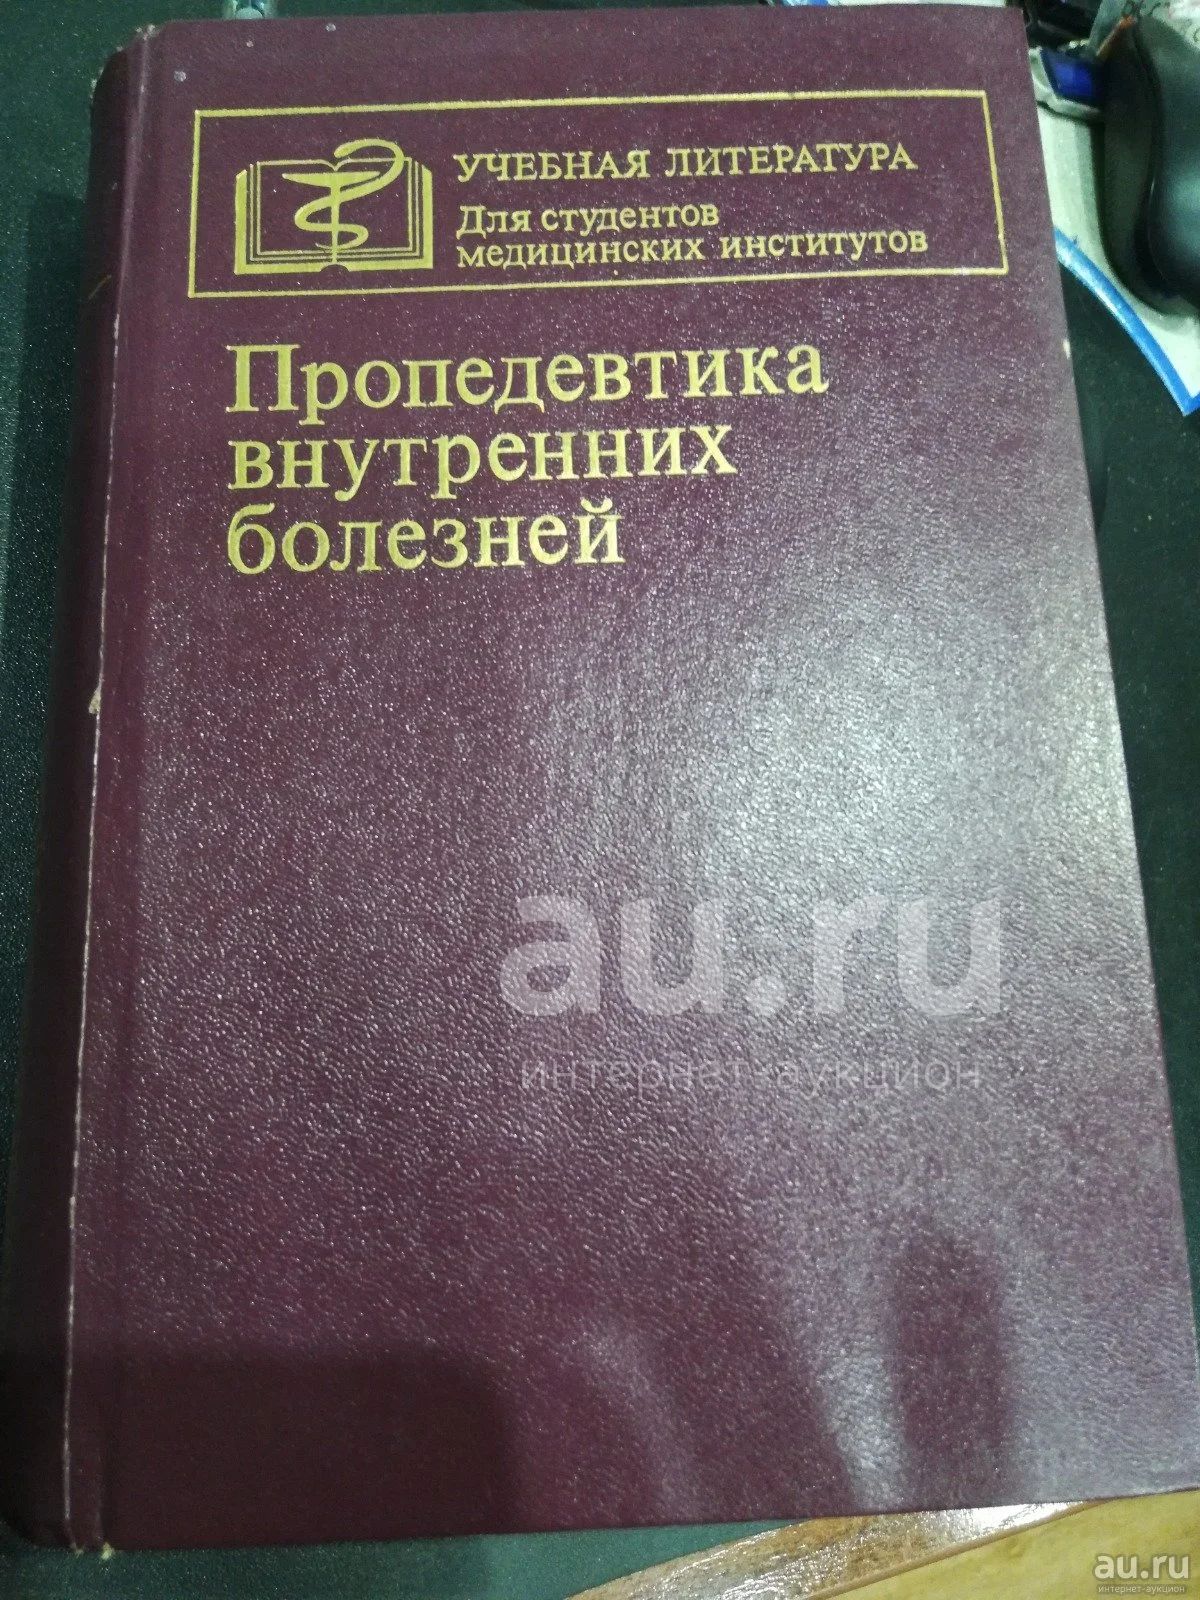 УЧЕБНАЯ ЛИТЕРАТУРА
Для студентов
медицинских институтов
Пропедевтика
внутренних
болезней
au.ru
интернет-аукцион
au.ru
интернет-аукцион